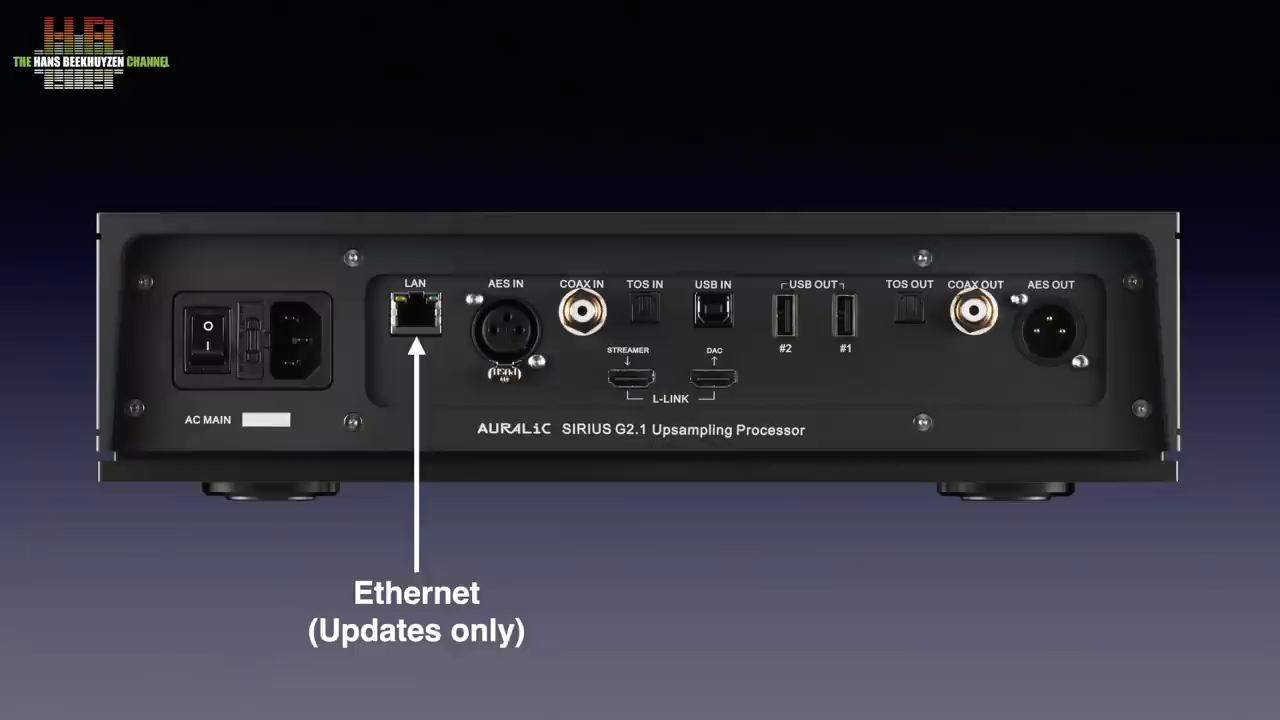 THE HANS BEEKHUYZEN CHANNEL
LAN
AES IN
COAX IN
TOS IN
USB IN
USB OUT
TOS OUT
COAX OUT
AES OUT
#2
#1
STREAMER
DAC
PUSH
L-LINK
AC MAIN
AURALiC SIRIUS G2.1 Upsampling Processor
Ethernet
(Updates only)